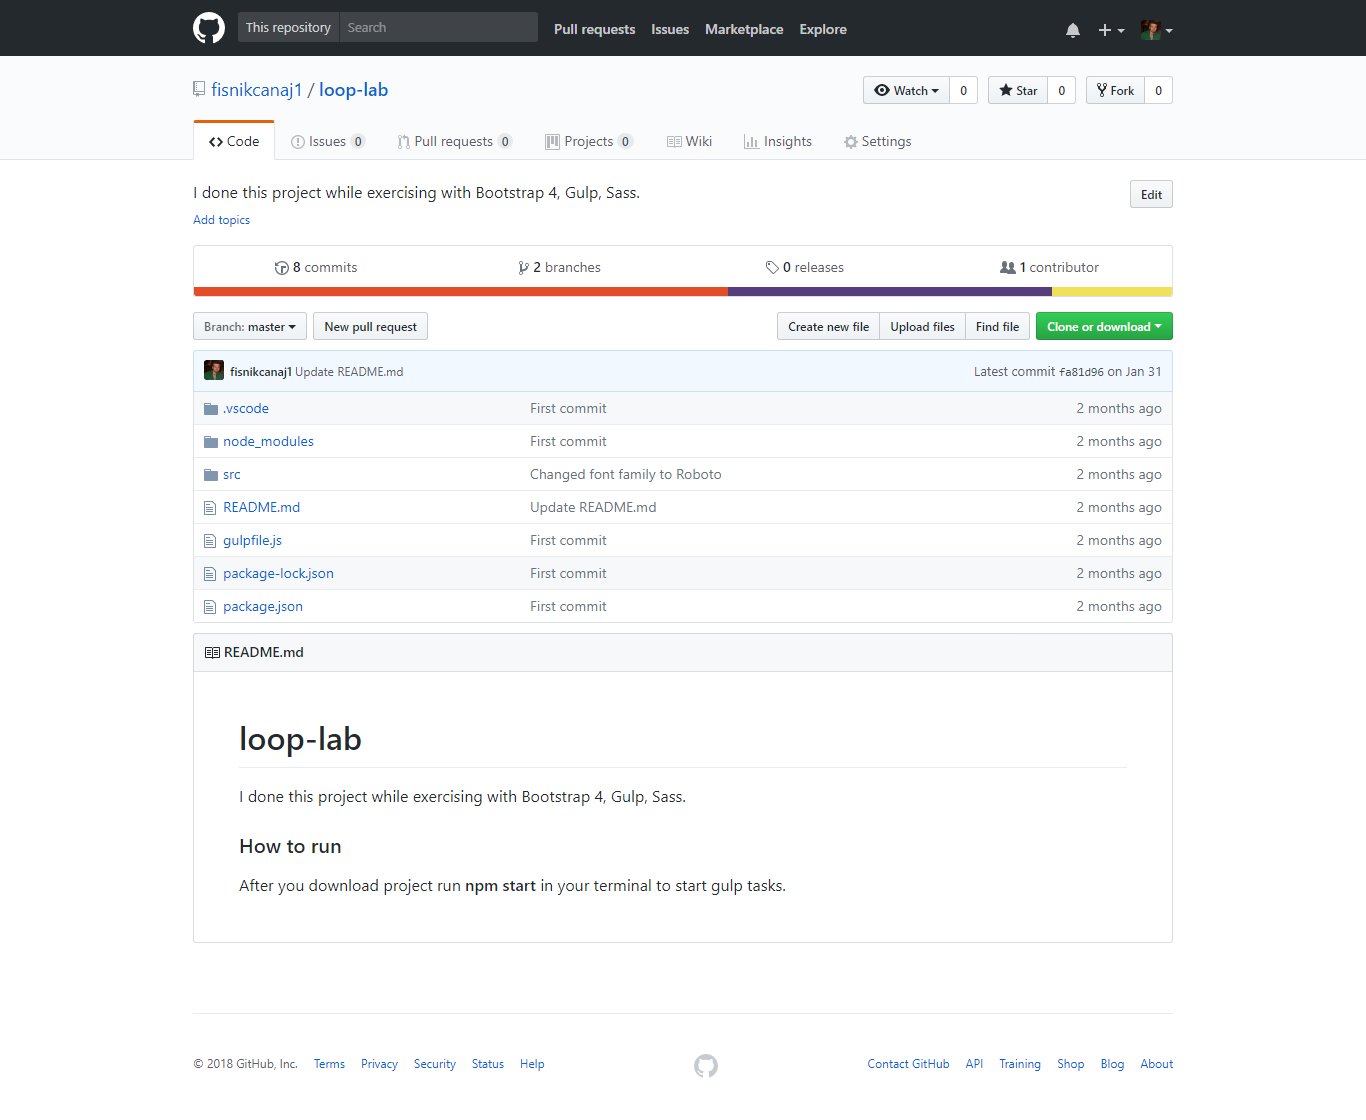 This repository Search Pull requests Issues Marketplace Explore
fisnikcanaj1 / loop-lab Watch 0 Star 0 Fork 0
Code Issues 0 Pull requests 0 Projects 0 Wiki Insights Settings
I done this project while exercising with Bootstrap 4, Gulp, Sass. Edit
Add topics
8 commits 2 branches 0 releases 1 contributor
Branch: master New pull request Create new file Upload files Find file Clone or download
fisnikcanaj1 Update README.md Latest commit fa81d96 on Jan 31
.vscode First commit 2 months ago
node_modules First commit 2 months ago
src Changed font family to Roboto 2 months ago
README.md Update README.md 2 months ago
gulpfile.js First commit 2 months ago
package-lock.json First commit 2 months ago
package.json First commit 2 months ago
README.md
loop-lab
I done this project while exercising with Bootstrap 4, Gulp, Sass.
How to run
After you download project run npm start in your terminal to start gulp tasks.
© 2018 GitHub, Inc. Terms Privacy Security Status Help Contact GitHub API Training Shop Blog About